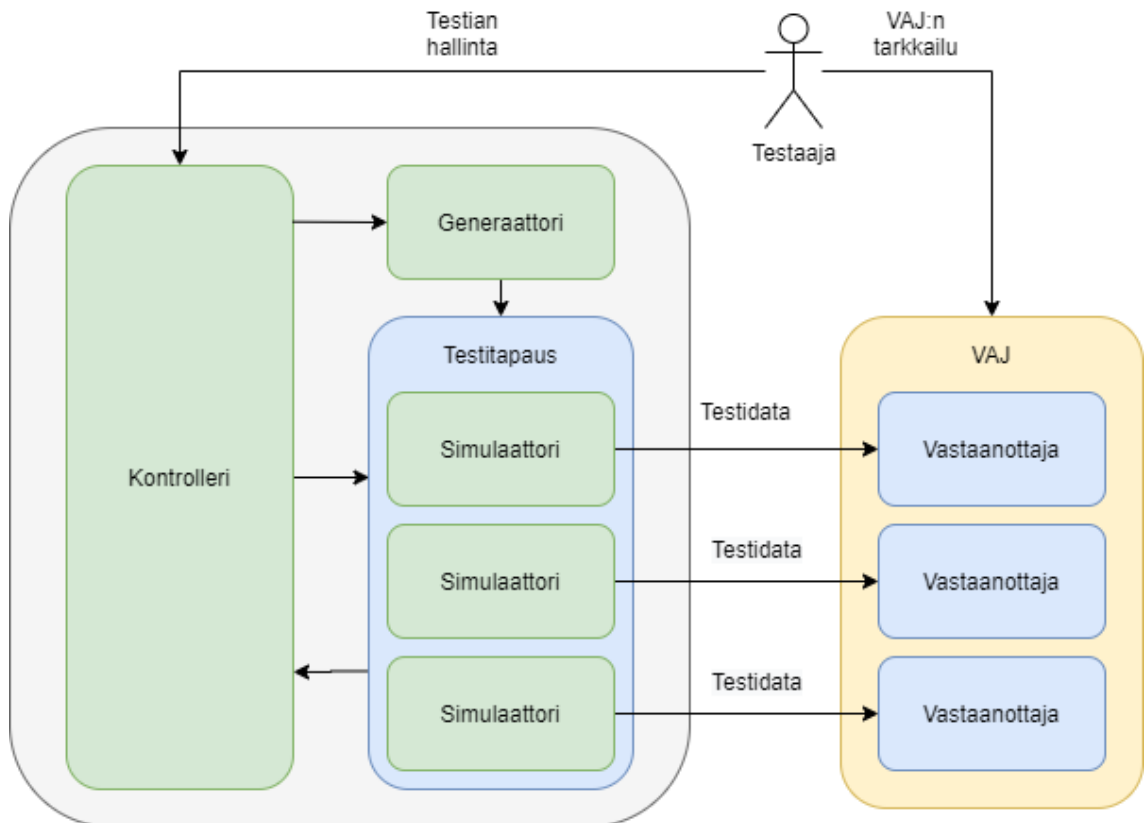 Testian
hallinta
VAJ:n
tarkkailu
Testaaja
Generaattori
Testitapaus
VAJ
Testidata
Simulaattori
Vastaanottaja
Kontrolleri
Testidata
Simulaattori
Vastaanottaja
Testidata
Simulaattori
Vastaanottaja